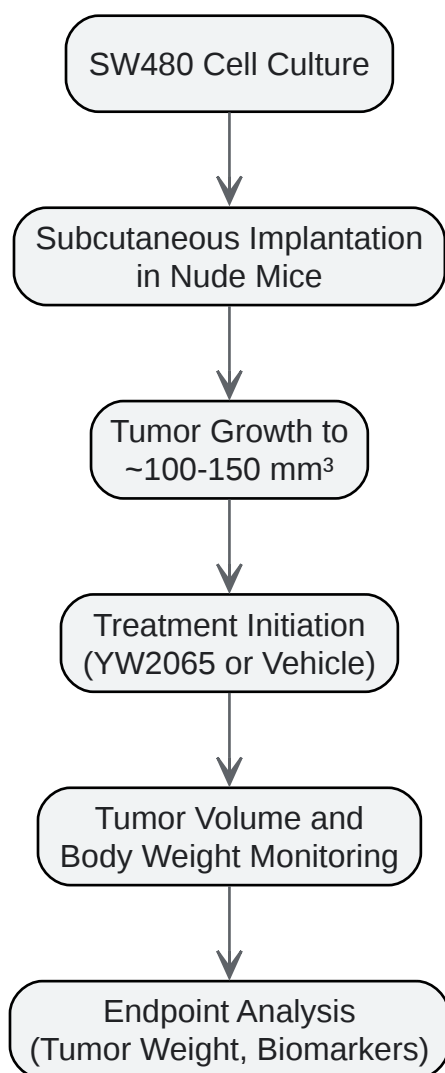 SW480 Cell Culture
Subcutaneous Implantation
in Nude Mice
Tumor Growth to
~100-150 mm³
Treatment Initiation
(YW2065 or Vehicle)
Tumor Volume and
Body Weight Monitoring
Endpoint Analysis
(Tumor Weight, Biomarkers)